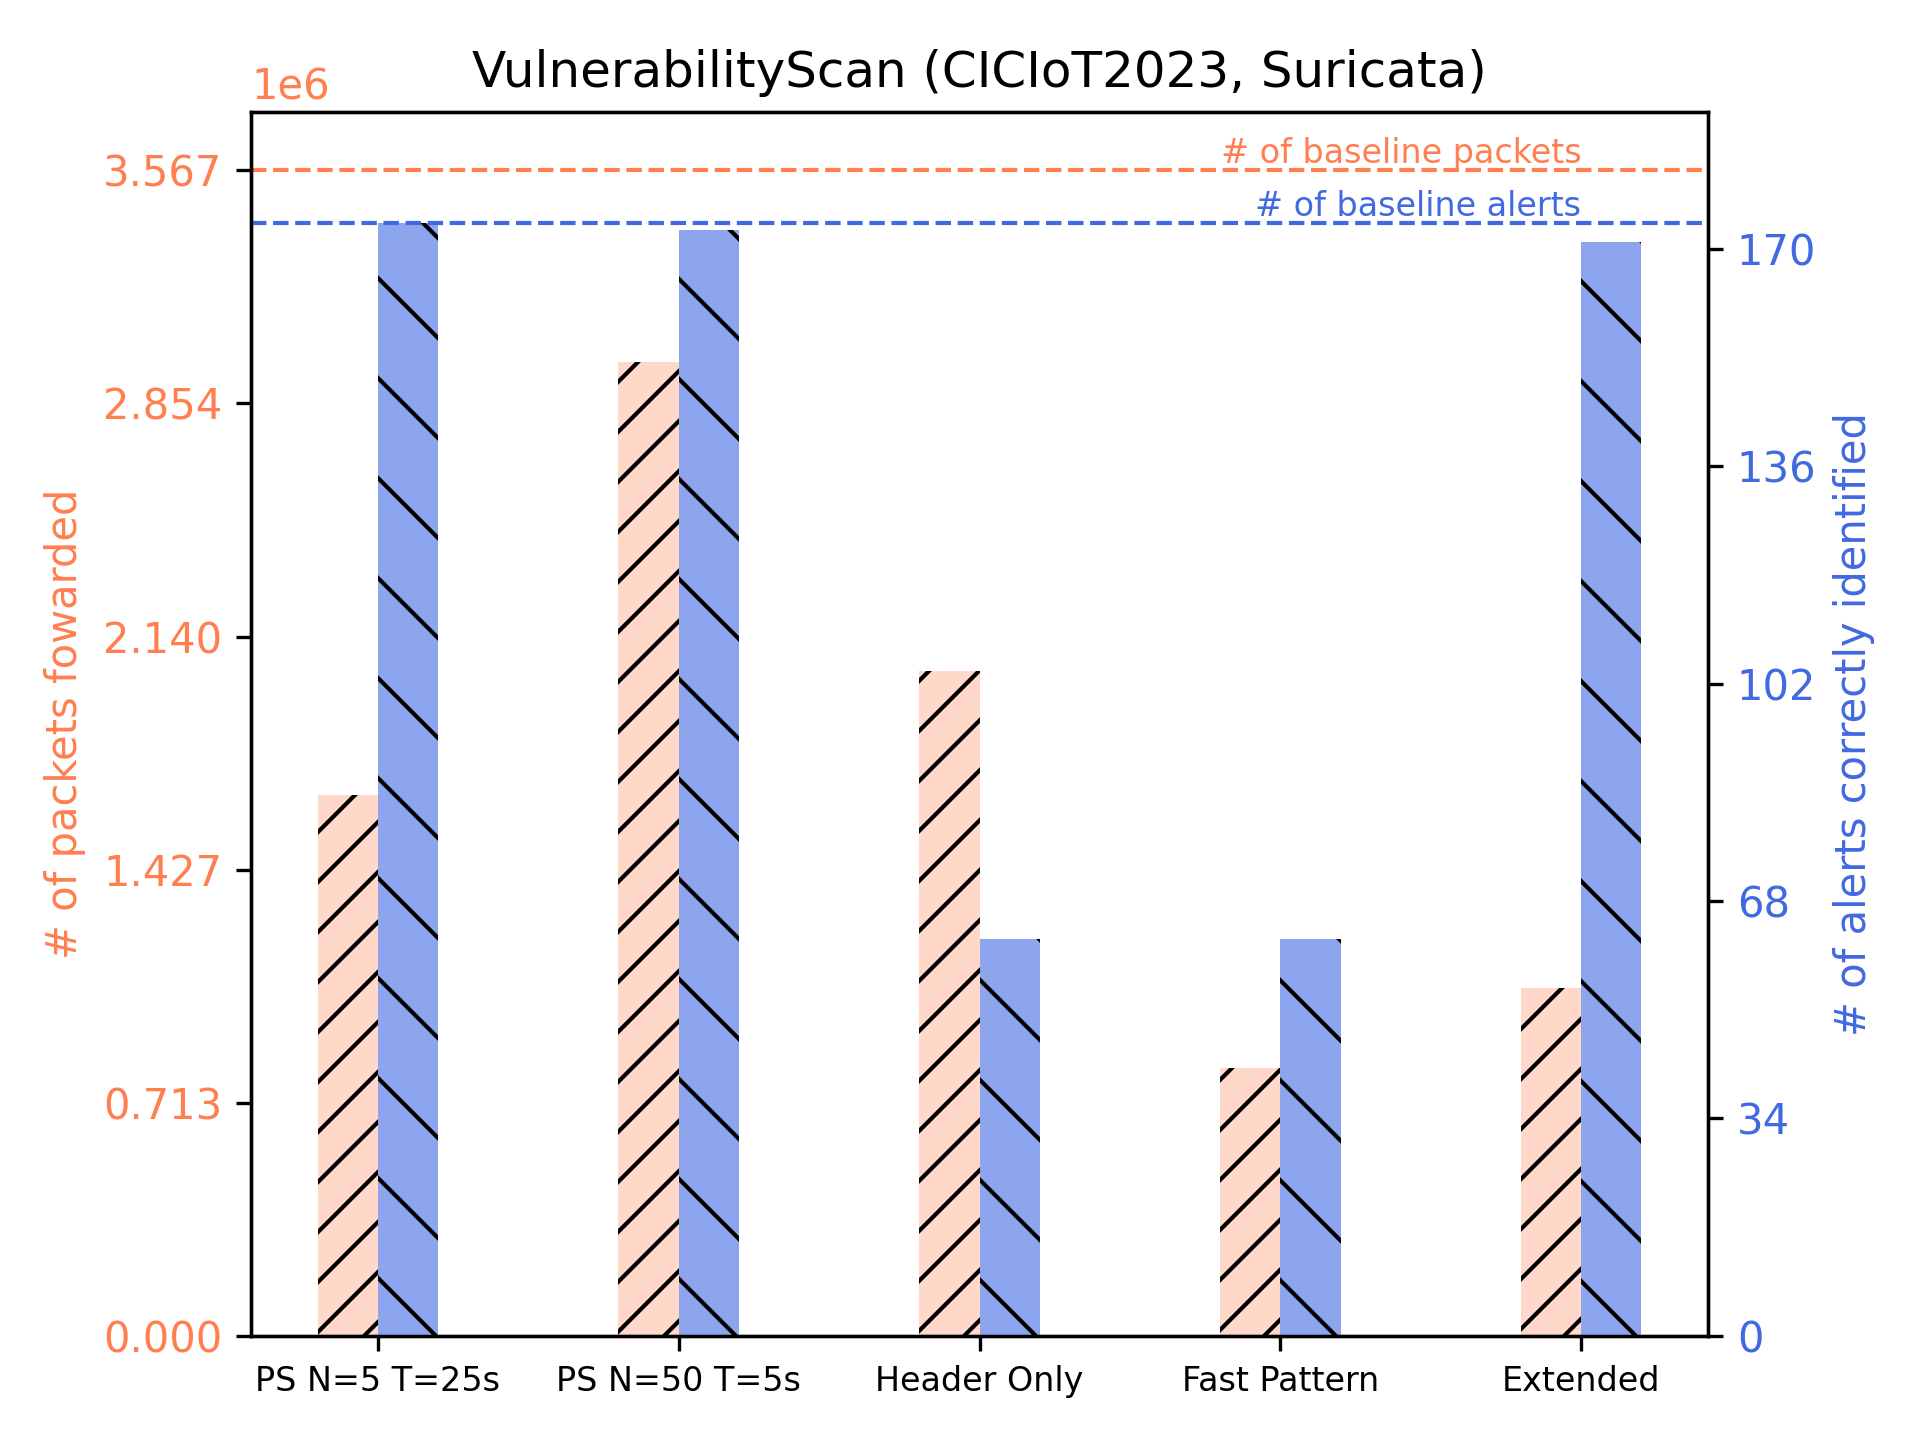 VulnerabilityScan (CICIoT2023, Suricata)
1e6
# of baseline packets
# of baseline alerts
3.567
2.854
2.140
1.427
0.713
0.000
# of packets fowarded
170
136
102
68
34
0
# of alerts correctly identified
PS N=5 T=25s
PS N=50 T=5s
Header Only
Fast Pattern
Extended